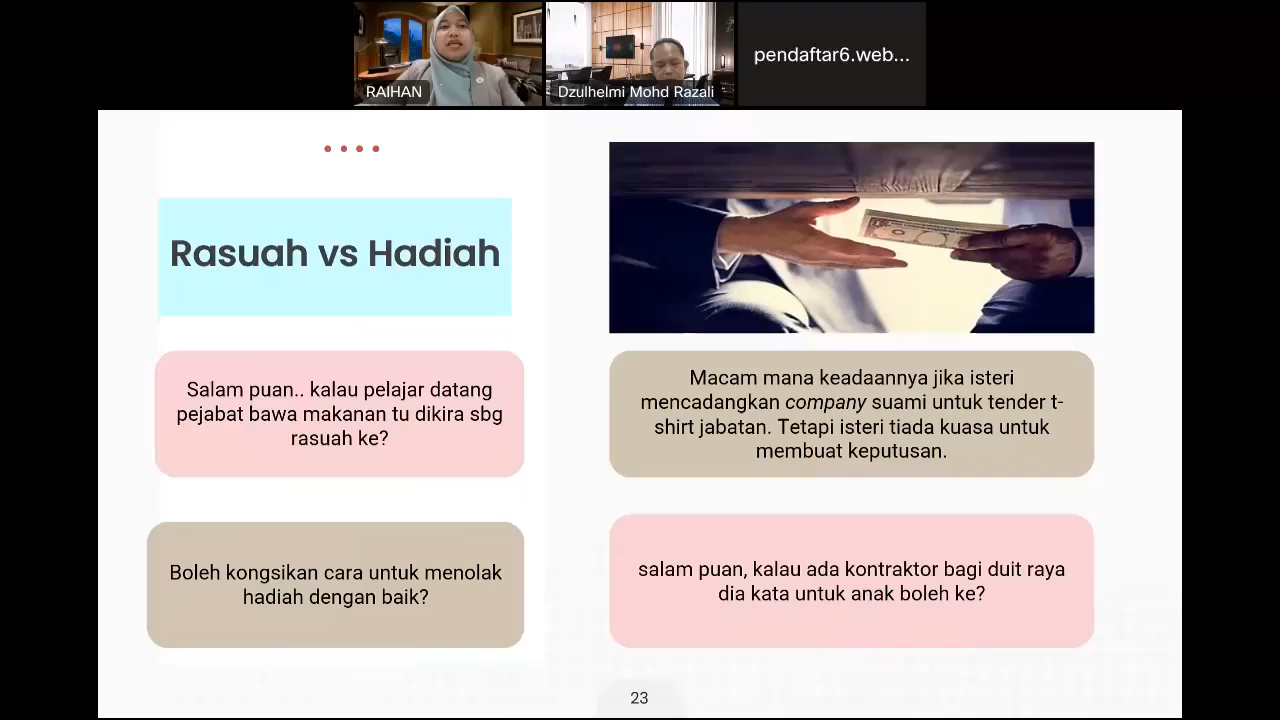 RAIHAN
Dzulhelmi Mohd Razali
pendaftar6.web...
Rasuah vs Hadiah
Salam puan.. kalau pelajar datang
pejabat bawa makanan tu dikira sbg
rasuah ke?
Macam mana keadaannya jika isteri
mencadangkan company suami untuk tender t-
shirt jabatan. Tetapi isteri tiada kuasa untuk
membuat keputusan.
Boleh kongsikan cara untuk menolak
hadiah dengan baik?
salam puan, kalau ada kontraktor bagi duit raya
dia kata untuk anak boleh ke?
23